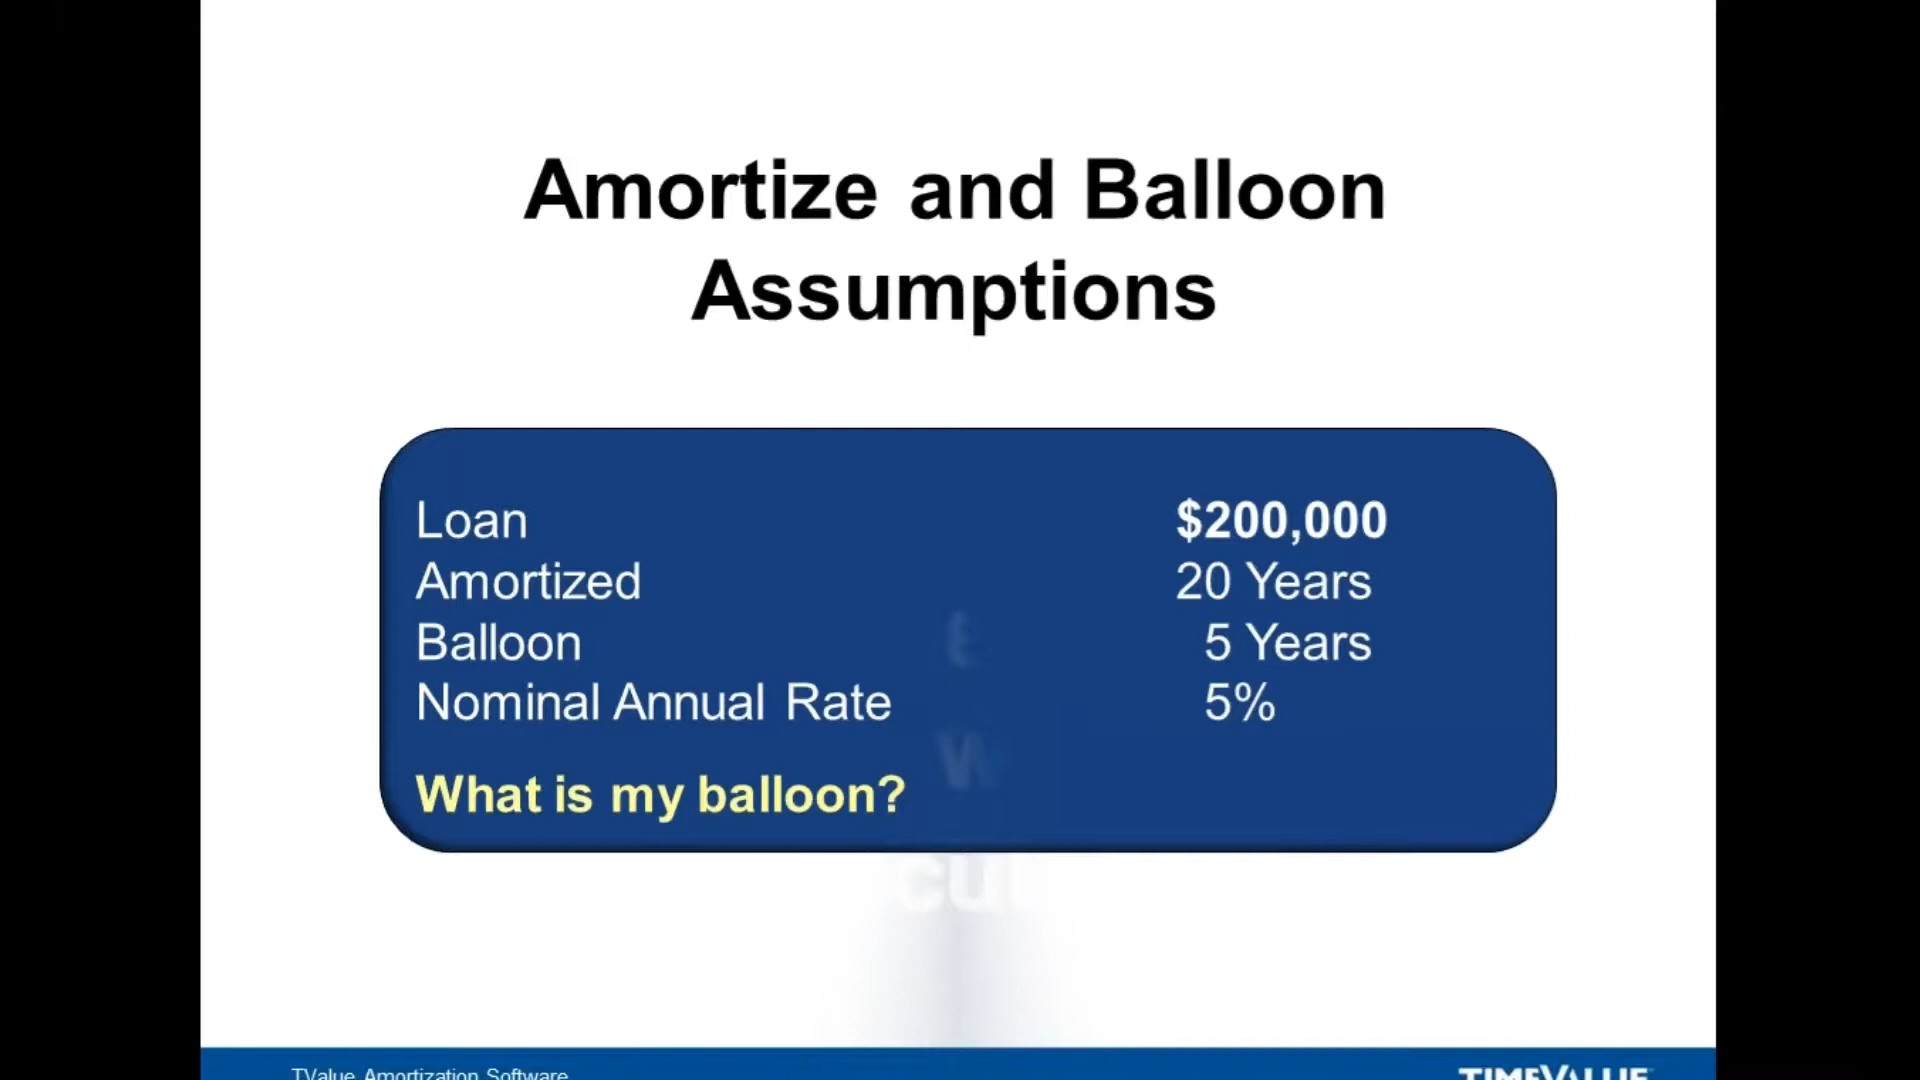 Amortize and Balloon
Assumptions
Loan $200,000
Amortized 20 Years
Balloon 5 Years
Nominal Annual Rate 5%
What is my balloon?
TValue Amortization Software
TIMEVALUE